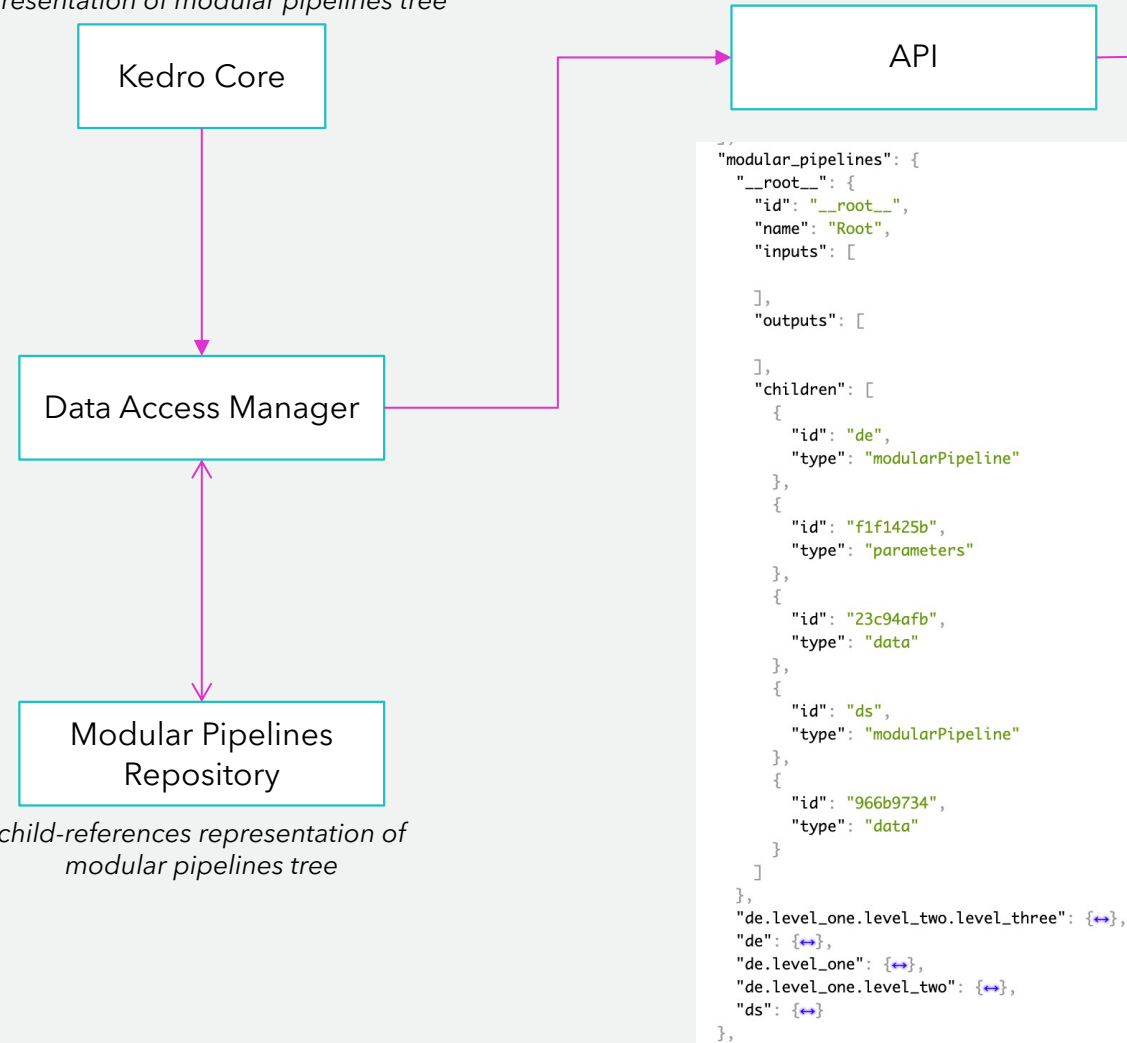 resentation of modular pipelines tree
Kedro Core
Data Access Manager
Modular Pipelines
Repository
child-references representation of
modular pipelines tree
API
"modular_pipelines": {
"__root__": {
"id": "__root__",
"name": "Root",
"inputs": [
],
"outputs": [
],
"children": [
{
"id": "de",
"type": "modularPipeline"
},
{
"id": "f1f1425b",
"type": "parameters"
},
{
"id": "23c94afb",
"type": "data"
},
{
"id": "ds",
"type": "modularPipeline"
},
{
"id": "966b9734",
"type": "data"
}
]
},
"de.level_one.level_two.level_three": {↔},
"de": {↔},
"de.level_one": {↔},
"de.level_one.level_two": {↔},
"ds": {↔}
},